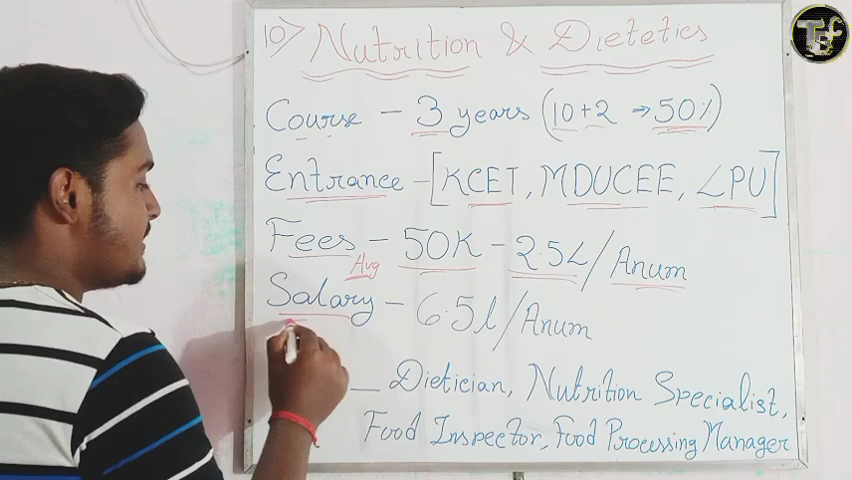 10> Nutrition & Dietetics
Course - 3 years (10+2 → 50%)
Entrance - [KCET, MDUCEE, LPU]
Fees - 50K - 2.5L/Anum
Avg
Salary - 6.5l/Anum
— Dietician, Nutrition Specialist,
Food Inspector, Food Processing Manager